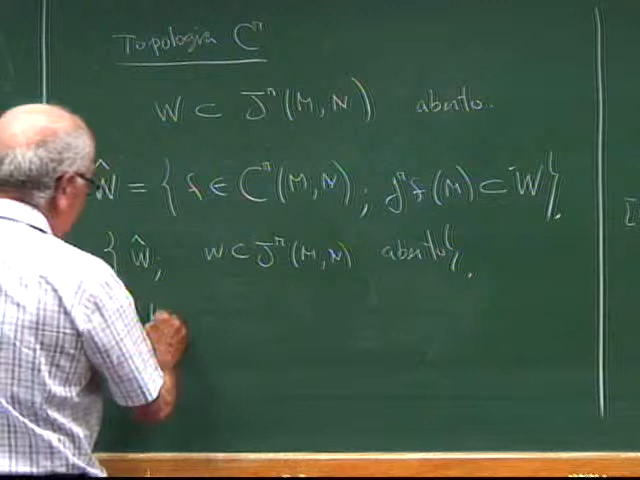 Topologia C^r
W ⊂ J^r(M,N) aberto.
Ŵ = { f ∈ C^r(M,N); j^r f(M) ⊂ W }.
{ Ŵ; W ⊂ J^r(M,N) aberto }.